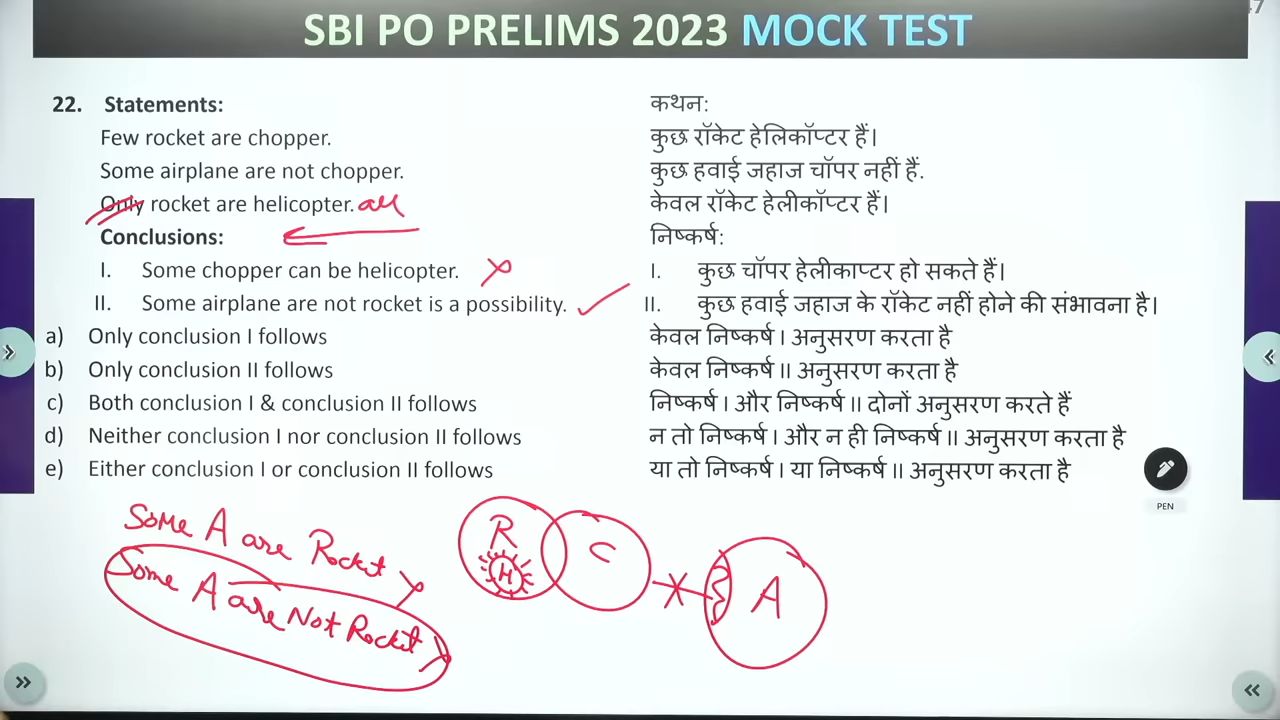 SBI PO PRELIMS 2023 MOCK TEST
47
22. Statements:
Few rocket are chopper.
Some airplane are not chopper.
Only rocket are helicopter. all
Conclusions:
I. Some chopper can be helicopter.
II. Some airplane are not rocket is a possibility.
a) Only conclusion I follows
b) Only conclusion II follows
c) Both conclusion I & conclusion II follows
d) Neither conclusion I nor conclusion II follows
e) Either conclusion I or conclusion II follows
कथन:
कुछ रॉकेट हेलिकॉप्टर हैं।
कुछ हवाई जहाज चॉपर नहीं हैं.
केवल रॉकेट हेलीकॉप्टर हैं।
निष्कर्ष:
I. कुछ चॉपर हेलीकाप्टर हो सकते हैं।
II. कुछ हवाई जहाज के रॉकेट नहीं होने की संभावना है।
केवल निष्कर्ष I अनुसरण करता है
केवल निष्कर्ष II अनुसरण करता है
निष्कर्ष I और निष्कर्ष II दोनों अनुसरण करते हैं
न तो निष्कर्ष I और न ही निष्कर्ष II अनुसरण करता है
या तो निष्कर्ष I या निष्कर्ष II अनुसरण करता है
PEN
Some A are Rocket
Some A are Not Rocket
R
H
C
A